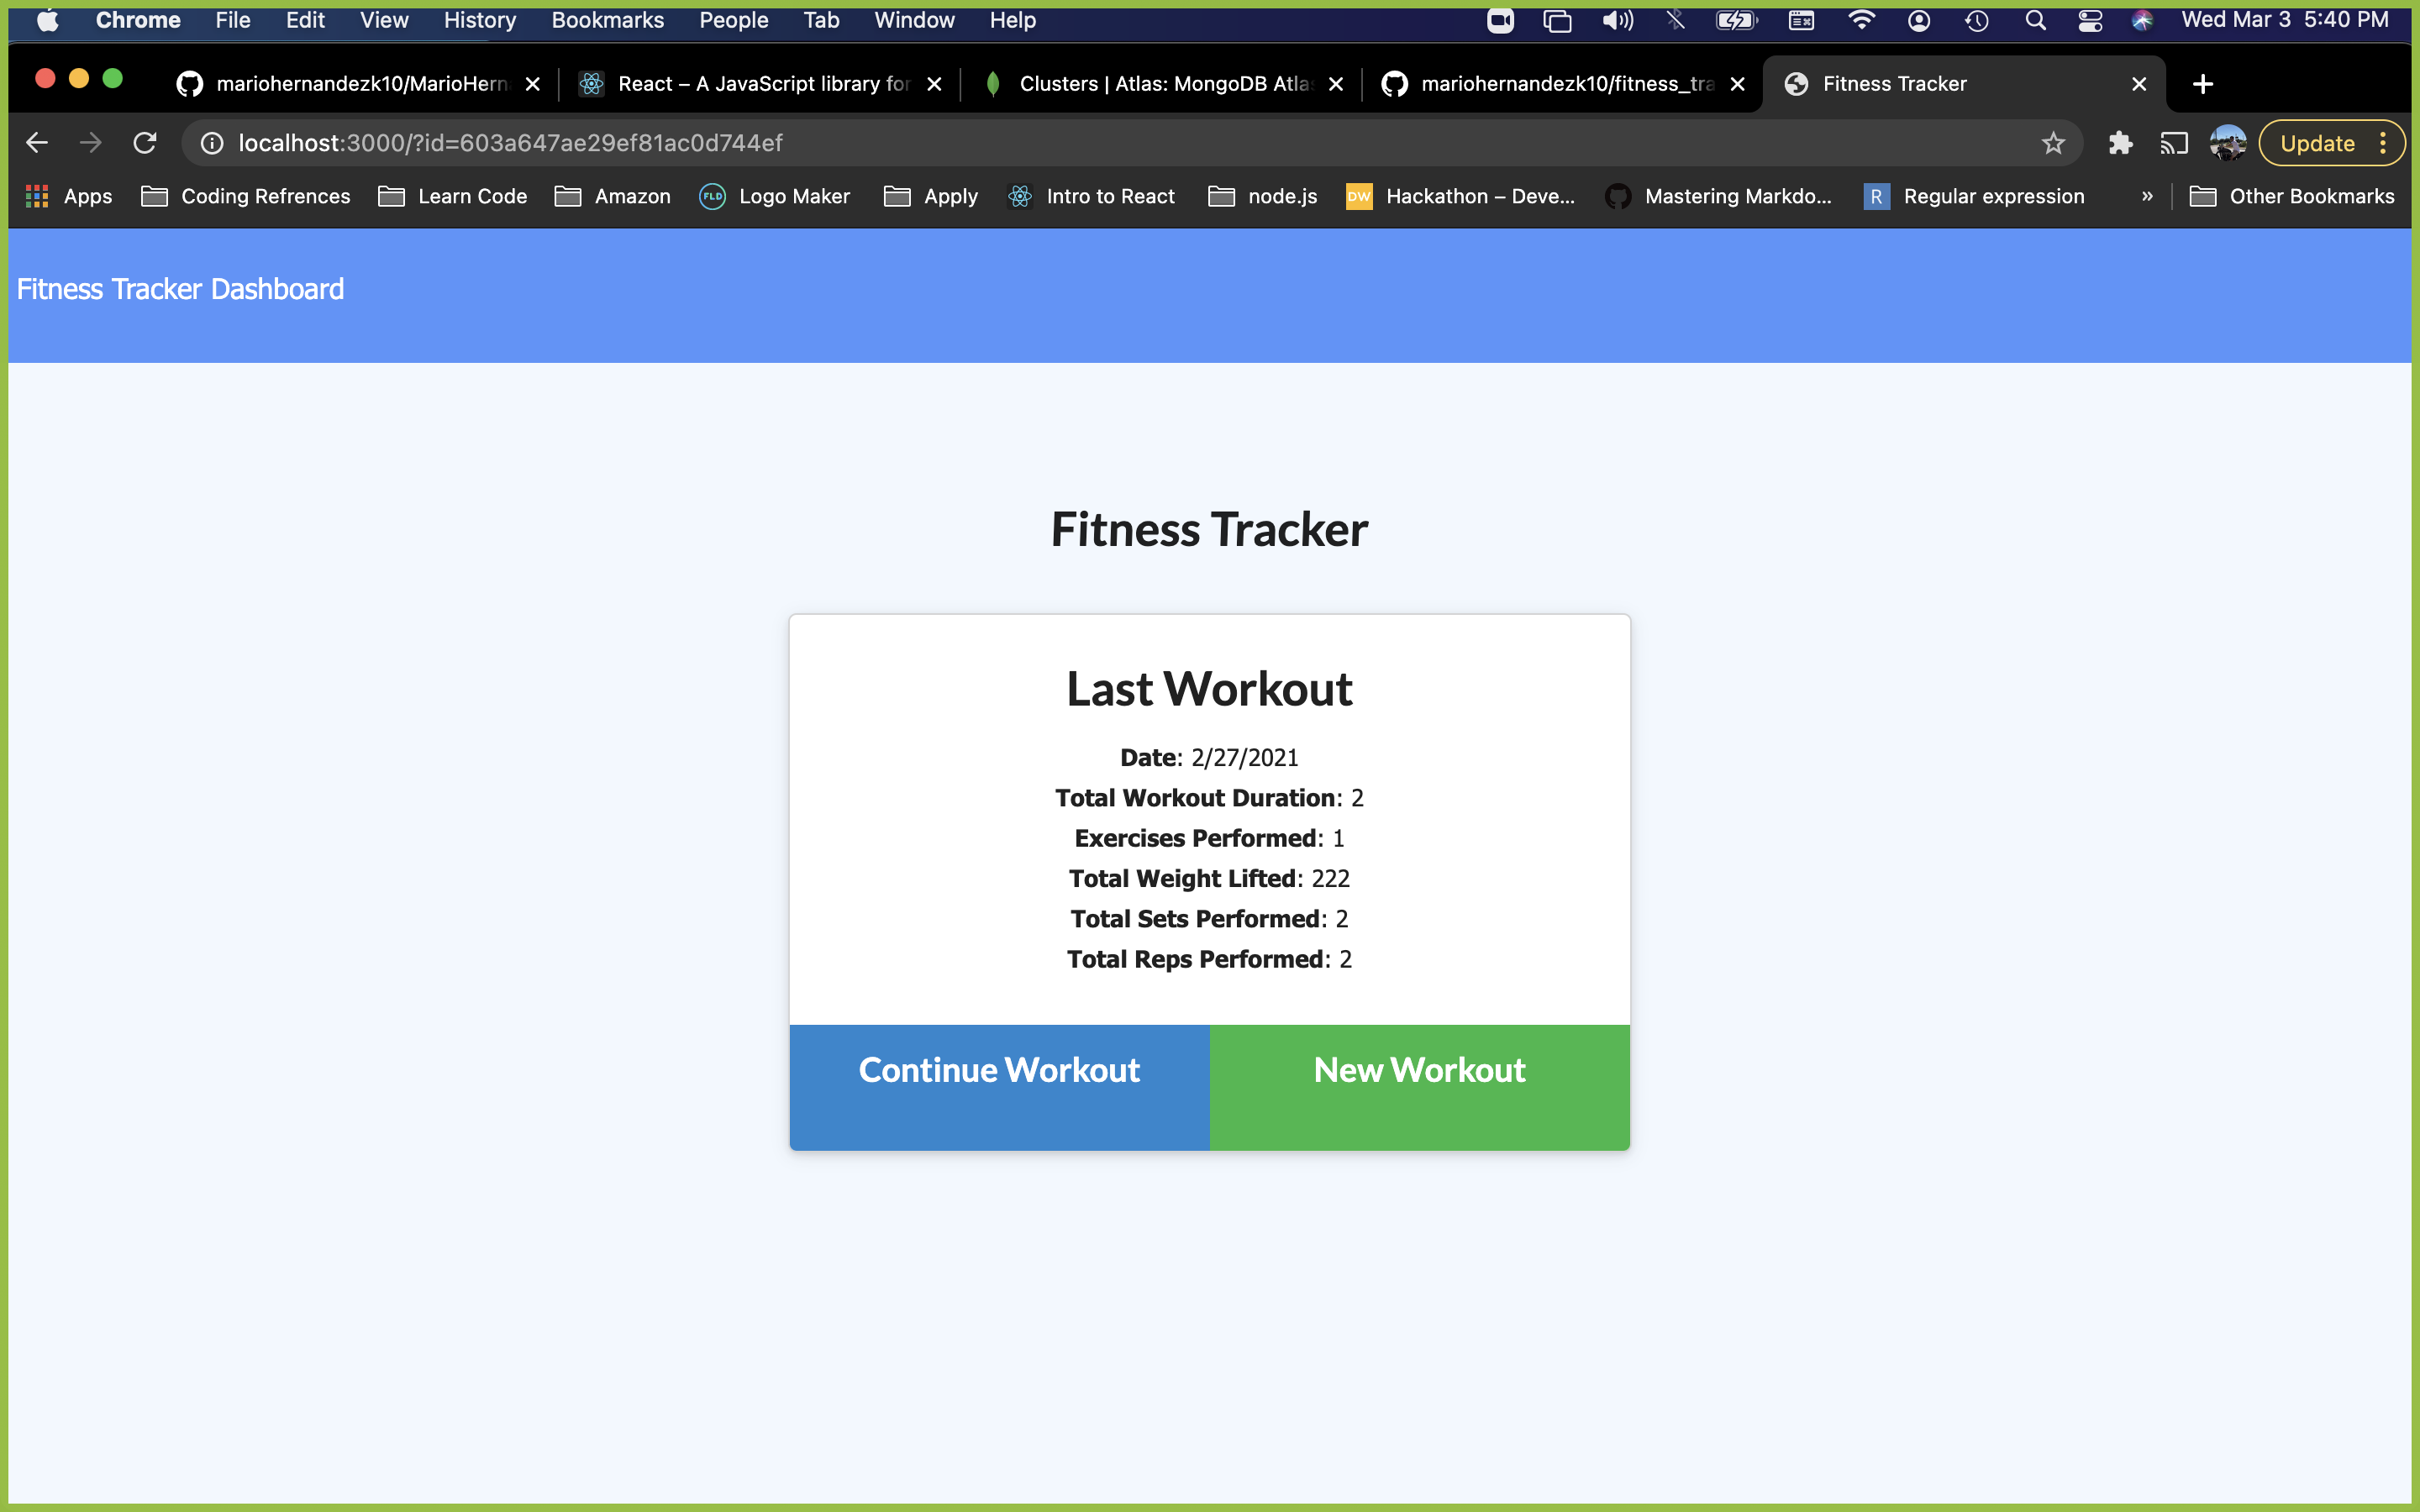 Chrome File Edit View History Bookmarks People Tab Window Help Wed Mar 3 5:40 PM
mariohernandezk10/MarioHern React – A JavaScript library for Clusters | Atlas: MongoDB Atla mariohernandezk10/fitness_tra Fitness Tracker
localhost:3000/?id=603a647ae29ef81ac0d744ef Update
Apps Coding Refrences Learn Code Amazon FLD Logo Maker Apply Intro to React node.js DW Hackathon – Deve... Mastering Markdo... R Regular expression » Other Bookmarks
Fitness Tracker Dashboard
Fitness Tracker
Last Workout
Date: 2/27/2021
Total Workout Duration: 2
Exercises Performed: 1
Total Weight Lifted: 222
Total Sets Performed: 2
Total Reps Performed: 2
Continue Workout New Workout